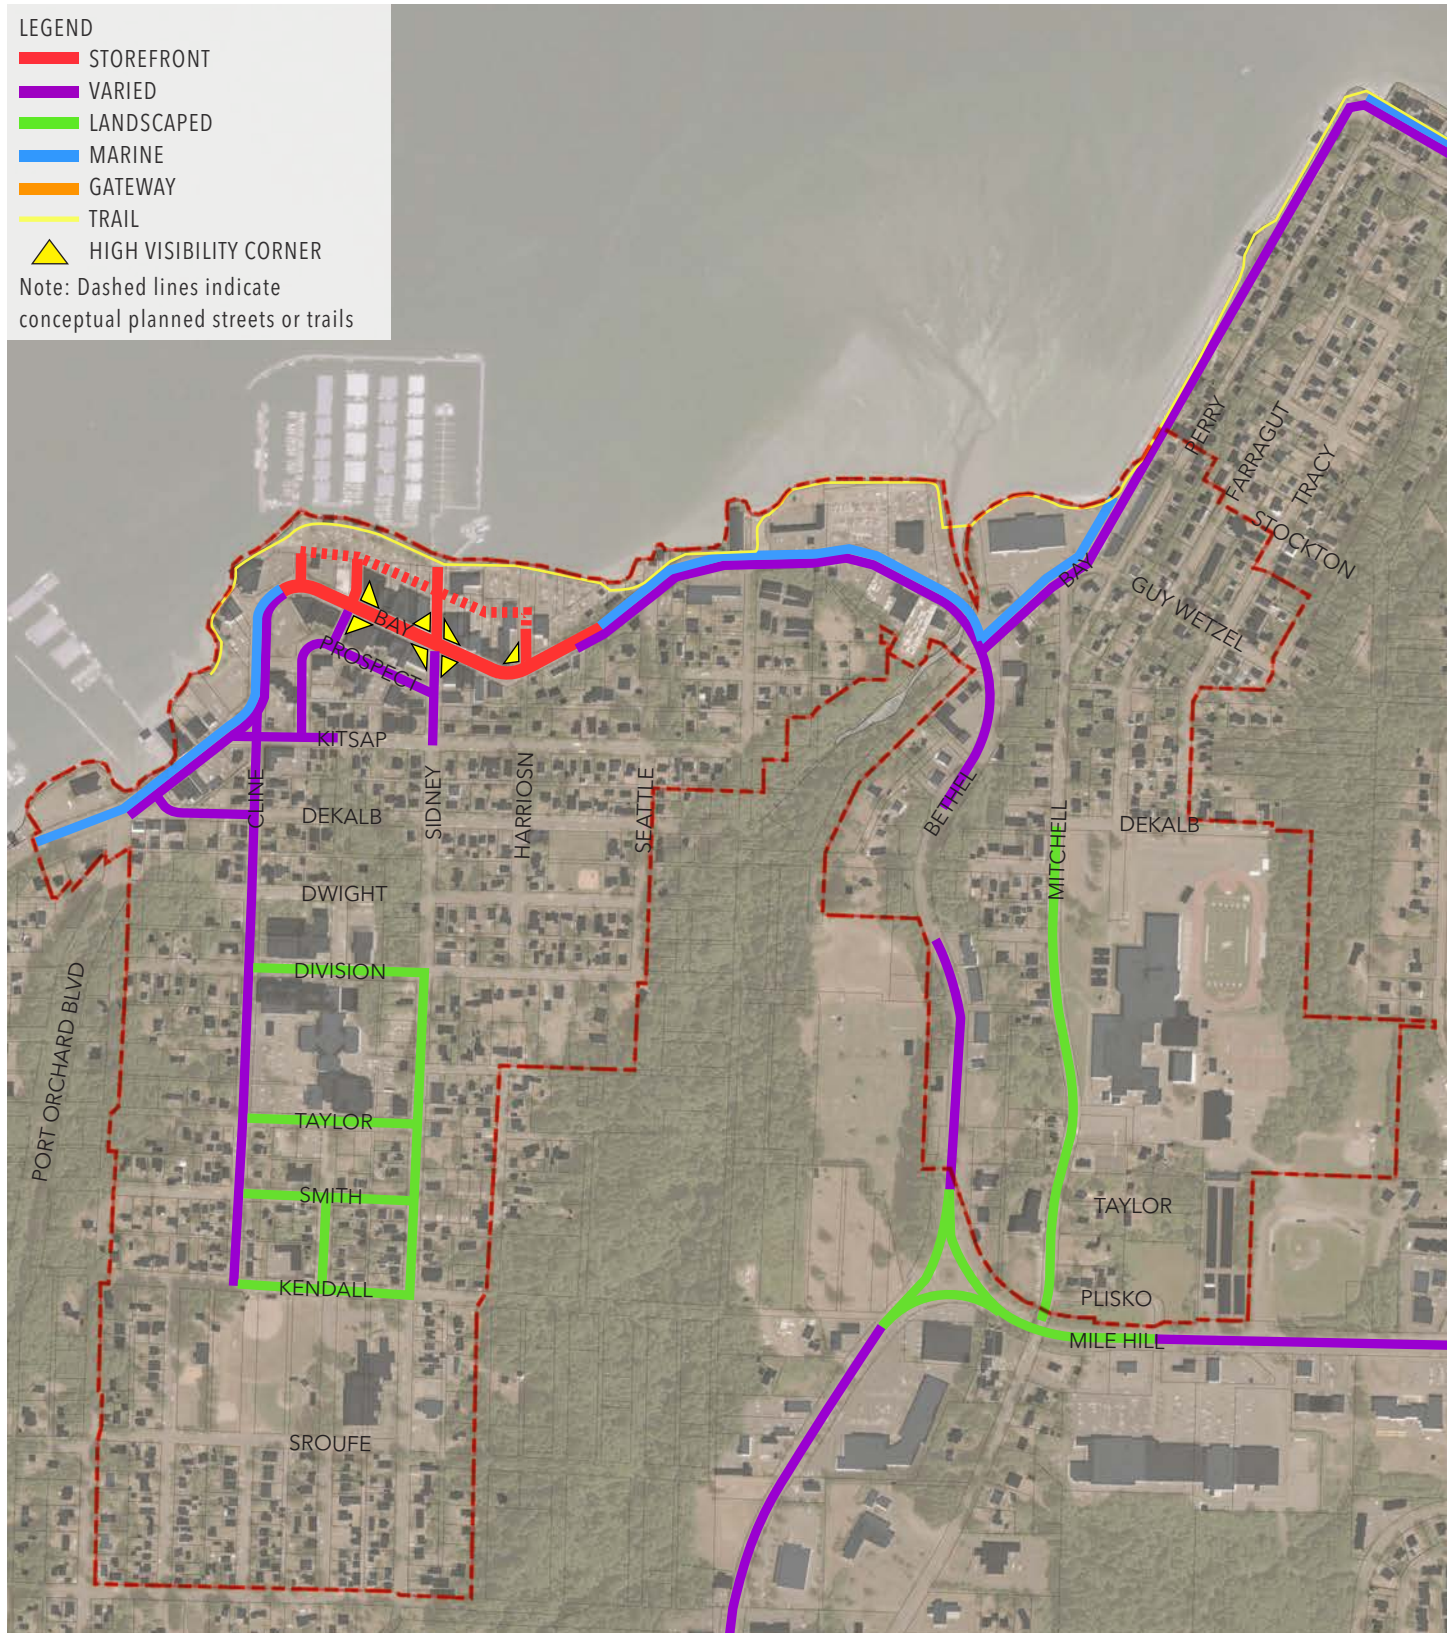 LEGEND
STOREFRONT
VARIED
LANDSCAPED
MARINE
GATEWAY
TRAIL
HIGH VISIBILITY CORNER
Note: Dashed lines indicate
conceptual planned streets or trails
PERRY
FARRAGUT
TRACY
STOCKTON
BAY
GUY WETZEL
BAY
PROSPECT
KITSAP
CLINE
DEKALB
SIDNEY
HARRIOSN
SEATTLE
BETHEL
MITCHELL
DEKALB
DWIGHT
DIVISION
PORT ORCHARD BLVD
TAYLOR
SMITH
TAYLOR
KENDALL
PLISKO
MILE HILL
SROUFE